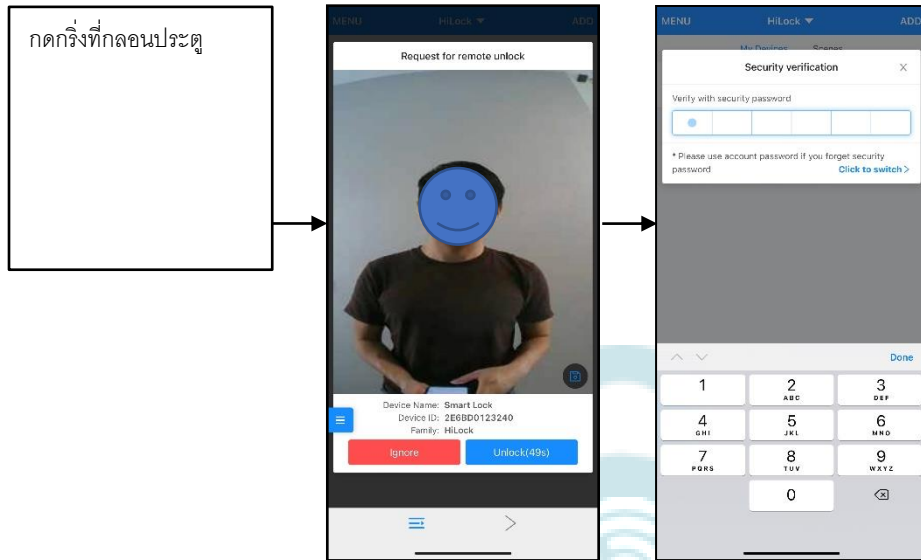 กดกริ่งที่กลอนประตู
MENU HiLock ADD
Request for remote unlock
Device Name: Smart Lock
Device ID: 2E6BD0123240
Family: HiLock
Ignore Unlock(49s)
MENU HiLock ADD
My Devices Scenes
Security verification
Verify with security password
* Please use account password if you forget security
password Click to switch >
Done
1 2 3
ABC DEF
4 5 6
GHI JKL MNO
7 8 9
PQRS TUV WXYZ
0